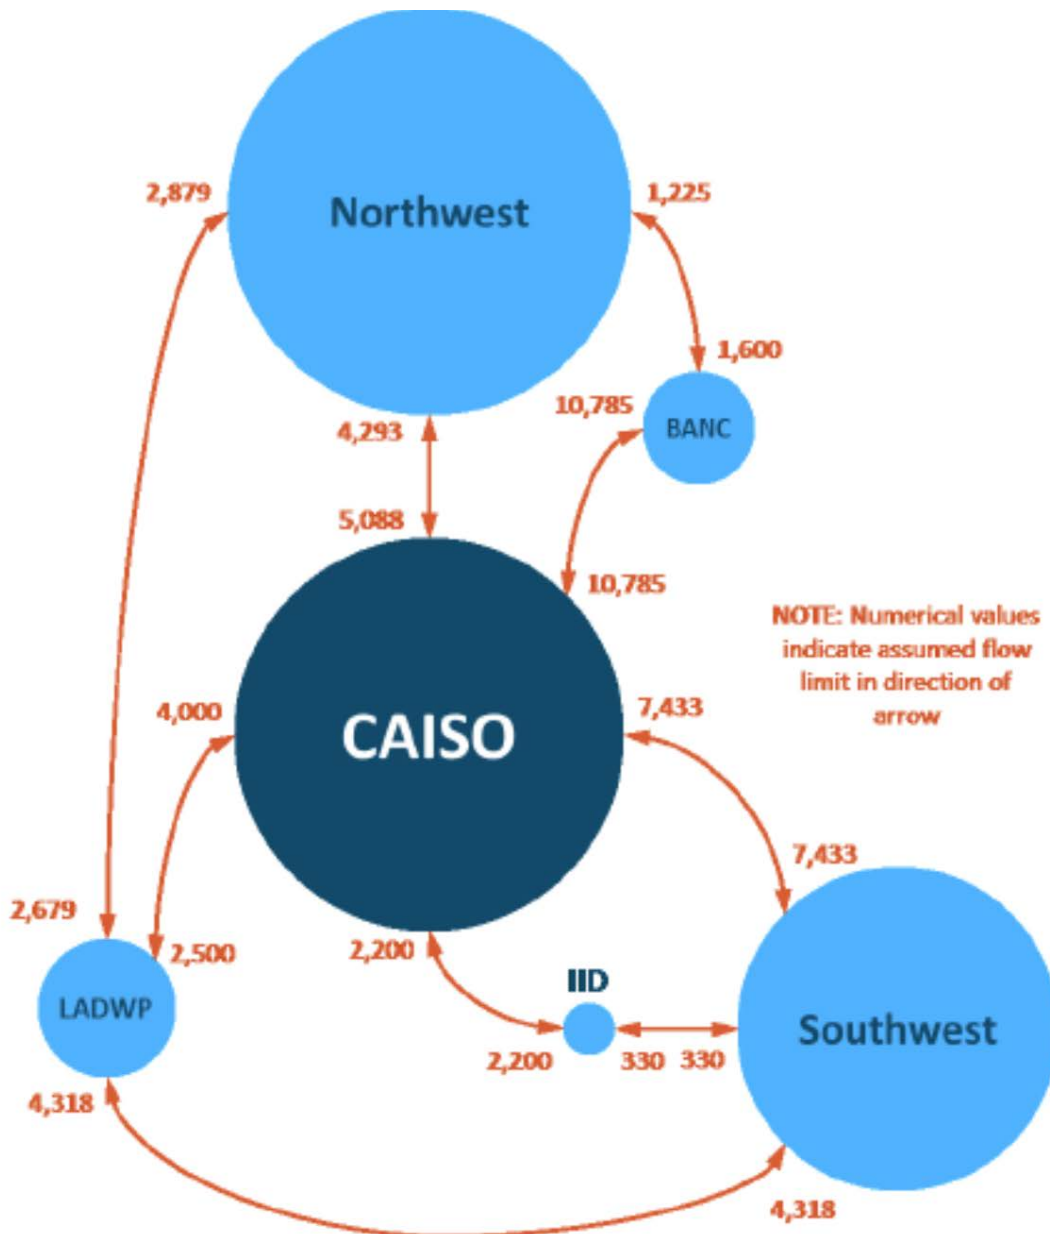 Northwest
2,879
1,225
1,600
10,785
BANC
4,293
5,088
10,785
NOTE: Numerical values
indicate assumed flow
limit in direction of
arrow
4,000
CAISO
7,433
7,433
2,679
2,500
2,200
LADWP
IID
Southwest
2,200
330
330
4,318
4,318